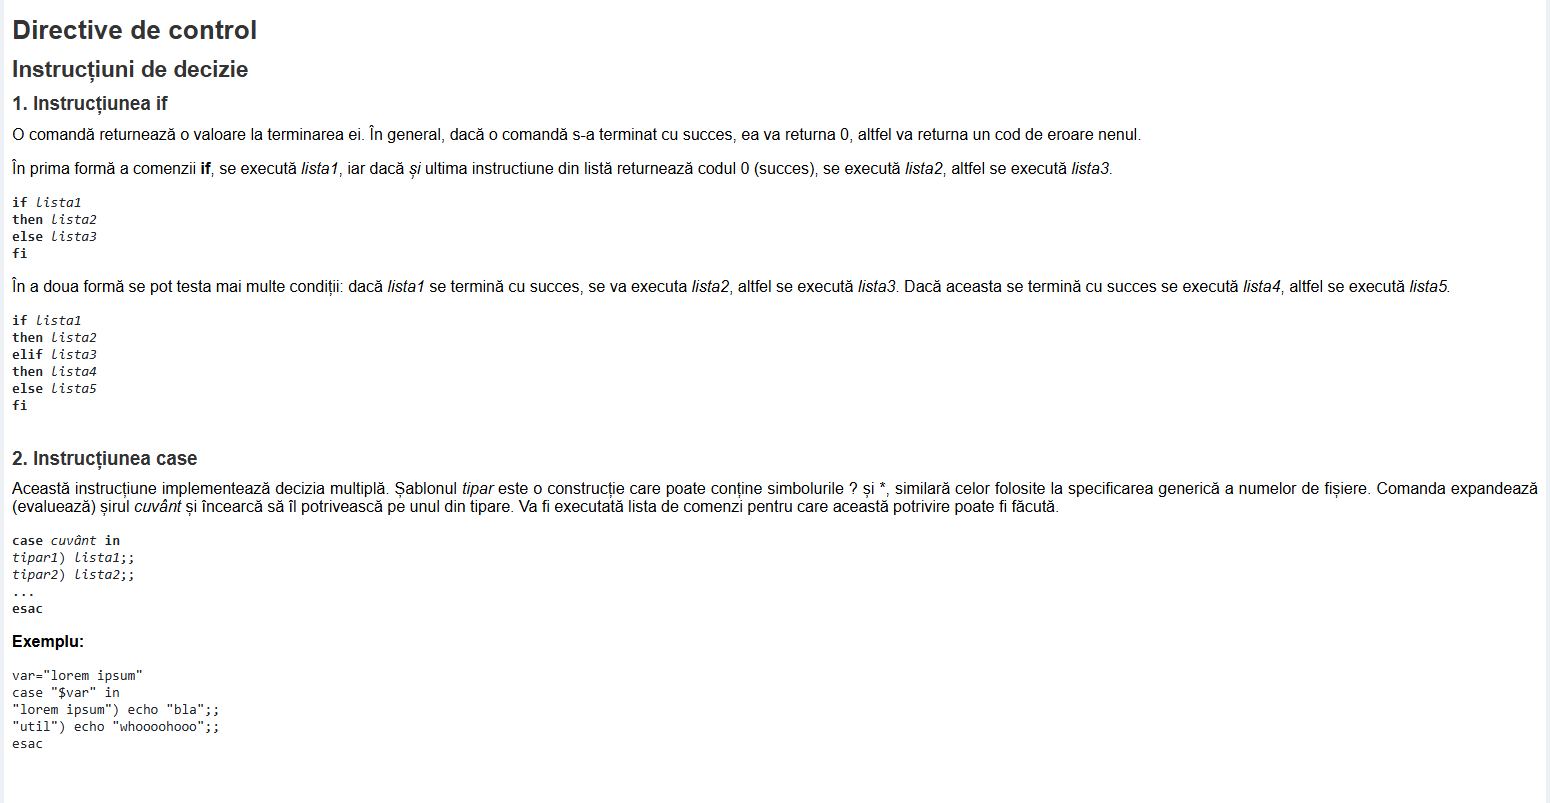 Directive de control
Instrucțiuni de decizie
1. Instrucțiunea if
O comandă returnează o valoare la terminarea ei. În general, dacă o comandă s-a terminat cu succes, ea va returna 0, altfel va returna un cod de eroare nenul.
În prima formă a comenzii if, se execută lista1, iar dacă și ultima instructiune din listă returnează codul 0 (succes), se execută lista2, altfel se execută lista3.
if lista1
then lista2
else lista3
fi
În a doua formă se pot testa mai multe condiții: dacă lista1 se termină cu succes, se va executa lista2, altfel se execută lista3. Dacă aceasta se termină cu succes se execută lista4, altfel se execută lista5.
if lista1
then lista2
elif lista3
then lista4
else lista5
fi
2. Instrucțiunea case
Această instrucțiune implementează decizia multiplă. Șablonul tipar este o construcție care poate conține simbolurile ? și *, similară celor folosite la specificarea generică a numelor de fișiere. Comanda expandează
(evaluează) șirul cuvânt și încearcă să îl potrivească pe unul din tipare. Va fi executată lista de comenzi pentru care această potrivire poate fi făcută.
case cuvânt in
tipar1) lista1;;
tipar2) lista2;;
...
esac
Exemplu:
var="lorem ipsum"
case "$var" in
"lorem ipsum") echo "bla";;
"util") echo "whoooohooo";;
esac